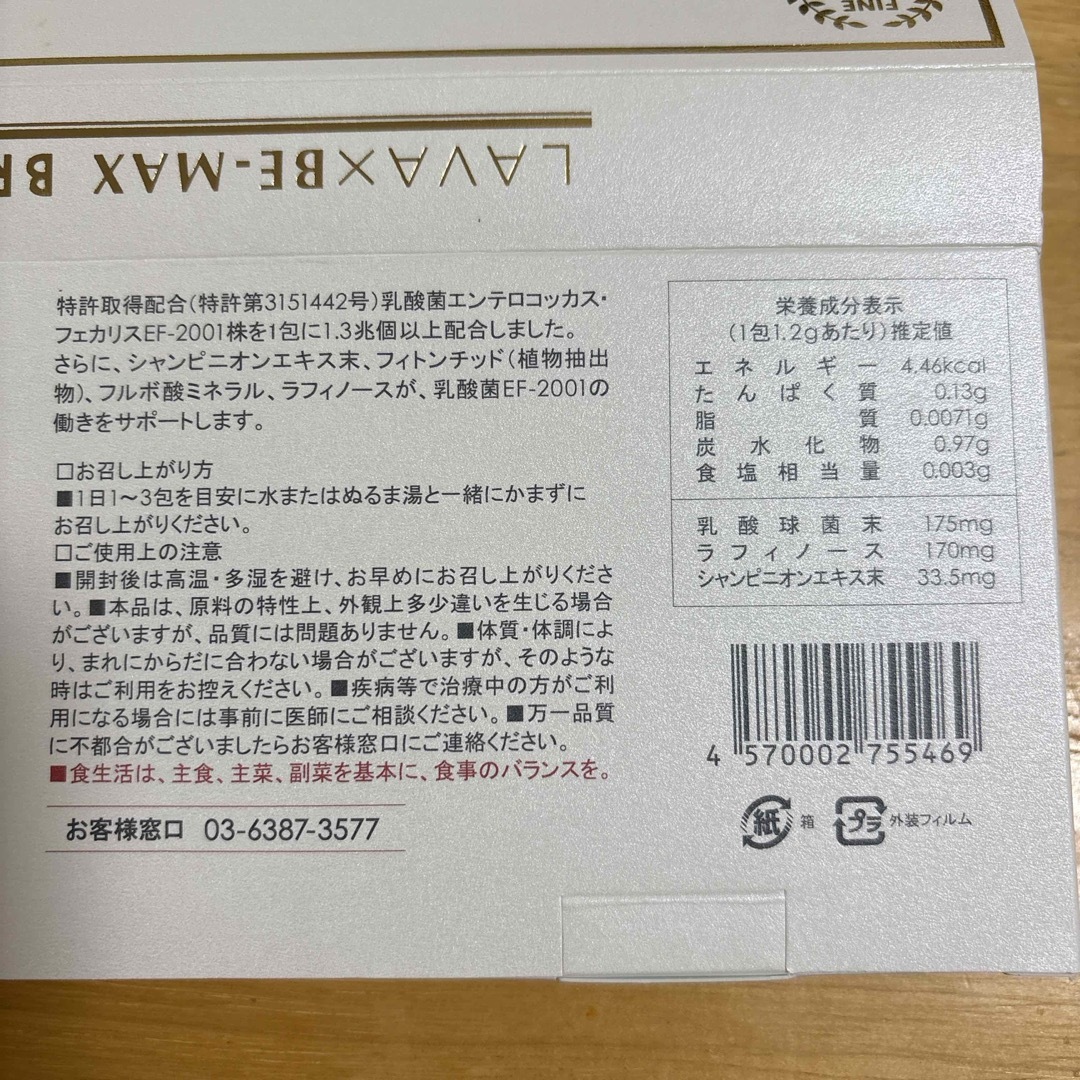 FINE
LAVA×BE-MAX BR
特許取得配合(特許第3151442号)乳酸菌エンテロコッカス・
フェカリスEF-2001株を1包に1.3兆個以上配合しました。
さらに、シャンピニオンエキス末、フィトンチッド(植物抽出
物)、フルボ酸ミネラル、ラフィノースが、乳酸菌EF-2001の
働きをサポートします。
□お召し上がり方
■1日1〜3包を目安に水またはぬるま湯と一緒にかまずに
お召し上がりください。
□ご使用上の注意
■開封後は高温・多湿を避け、お早めにお召し上がりくださ
い。■本品は、原料の特性上、外観上多少違いを生じる場合
がございますが、品質には問題ありません。■体質・体調によ
り、まれにからだに合わない場合がございますが、そのような
時はご利用をお控えください。■疾病等で治療中の方がご利
用になる場合には事前に医師にご相談ください。■万一品質
に不都合がございましたらお客様窓口にご連絡ください。
■食生活は、主食、主菜、副菜を基本に、食事のバランスを。
お客様窓口 03-6387-3577
栄養成分表示
(1包1.2gあたり)推定値
エネルギー 4.46kcal
たんぱく質 0.13g
脂質 0.0071g
炭水化物 0.97g
食塩相当量 0.003g
乳酸球菌末 175mg
ラフィノース 170mg
シャンピニオンエキス末 33.5mg
4 570002 755469
紙 箱 プラ 外装フィルム